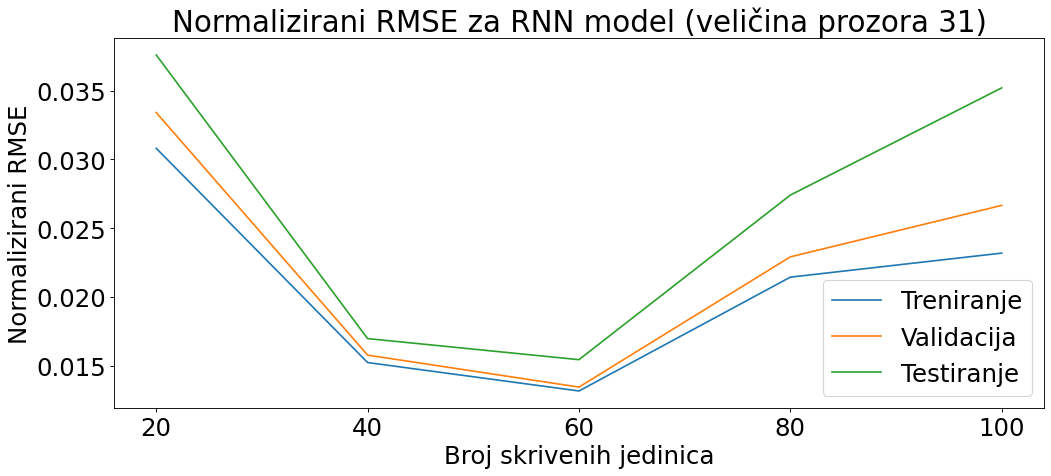 Normalizirani RMSE za RNN model (veličina prozora 31)
Normalizirani RMSE
0.035
0.030
0.025
0.020
0.015
20 40 60 80 100
Broj skrivenih jedinica
Treniranje
Validacija
Testiranje